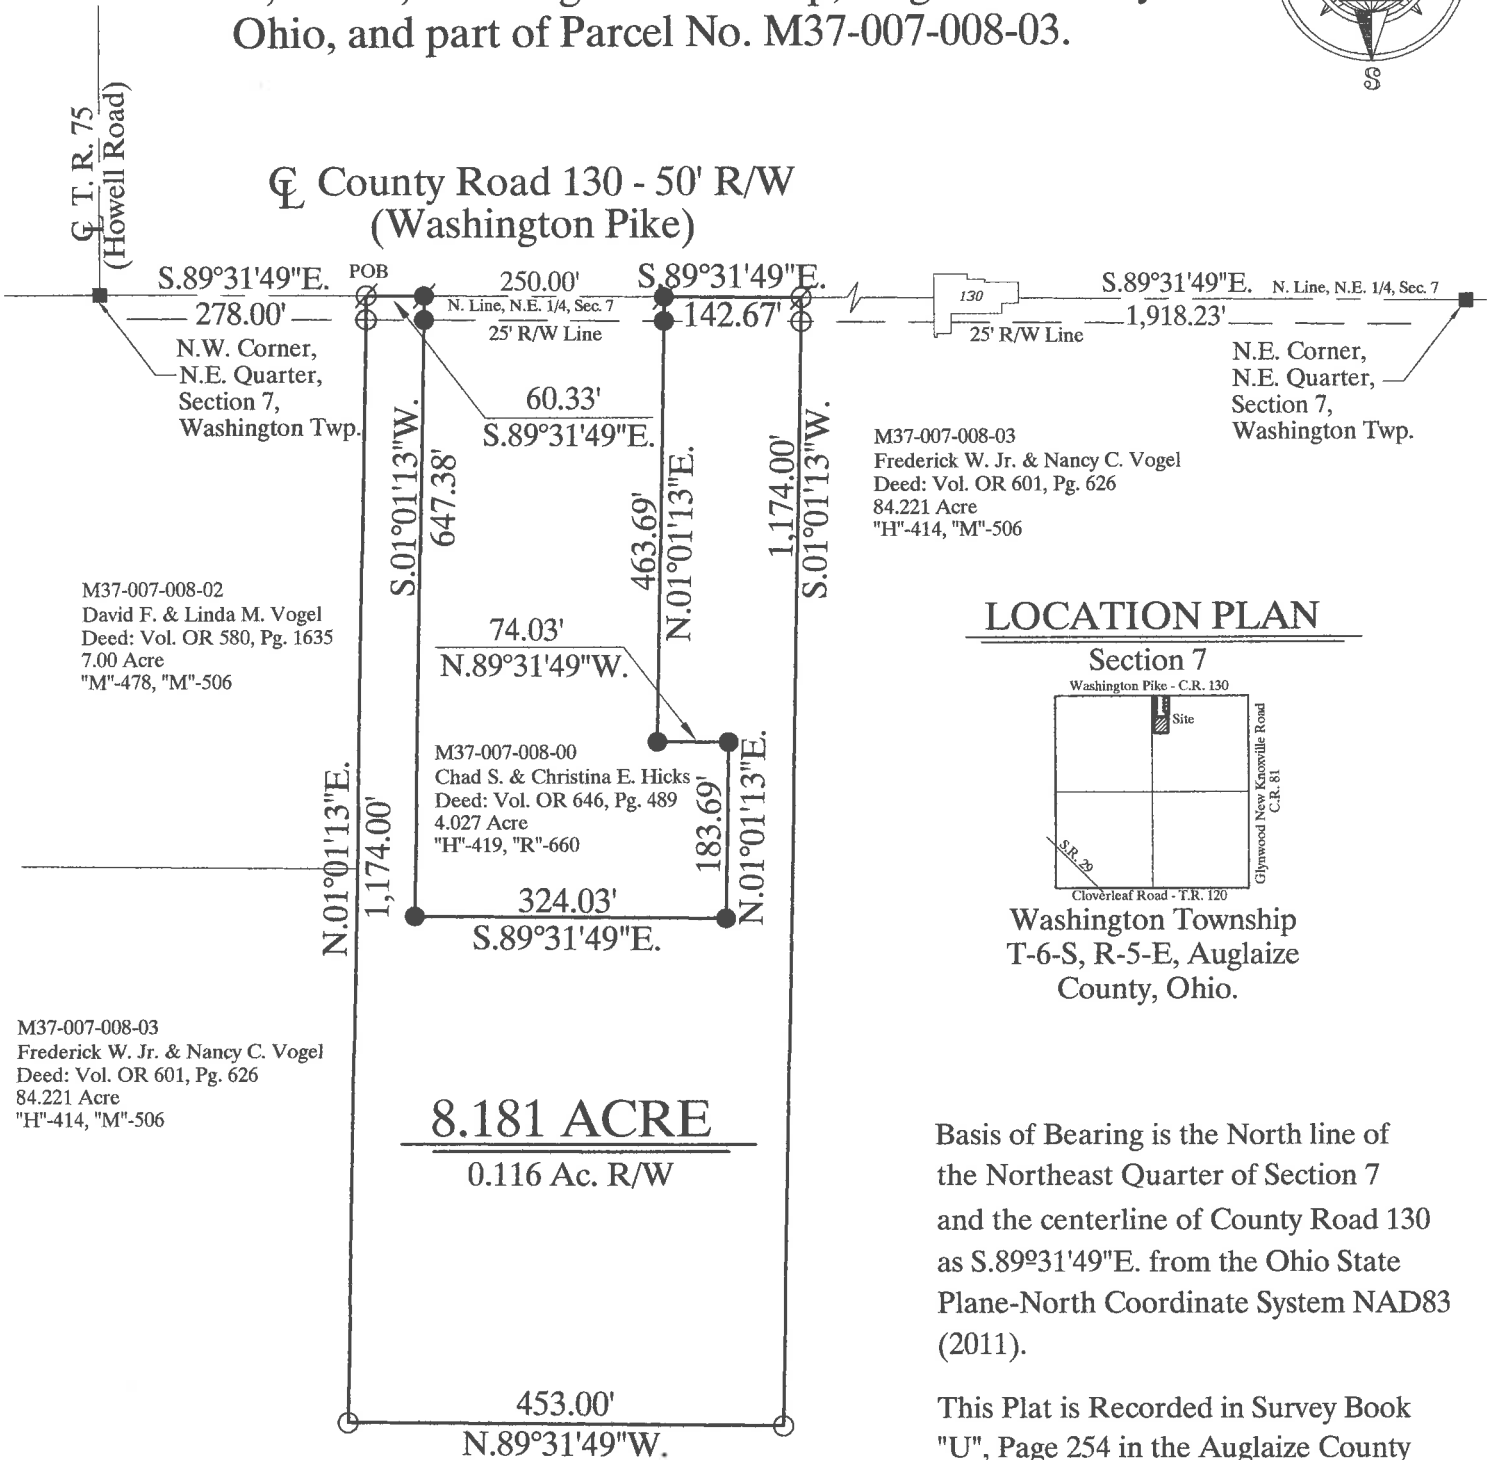 Ohio, and part of Parcel No. M37-007-008-03.
S
℄ T. R. 75
(Howell Road)
℄ County Road 130 - 50' R/W
(Washington Pike)
S.89°31'49"E.
278.00'
POB
250.00'
N. Line, N.E. 1/4, Sec. 7
25' R/W Line
S.89°31'49"E.
142.67'
130
25' R/W Line
S.89°31'49"E.
N. Line, N.E. 1/4, Sec. 7
1,918.23'
N.W. Corner,
N.E. Quarter,
Section 7,
Washington Twp.
N.E. Corner,
N.E. Quarter,
Section 7,
Washington Twp.
60.33'
S.89°31'49"E.
S.01°01'13"W.
647.38'
463.69'
N.01°01'13"E.
1,174.00'
S.01°01'13"W.
M37-007-008-03
Frederick W. Jr. & Nancy C. Vogel
Deed: Vol. OR 601, Pg. 626
84.221 Acre
"H"-414, "M"-506
M37-007-008-02
David F. & Linda M. Vogel
Deed: Vol. OR 580, Pg. 1635
7.00 Acre
"M"-478, "M"-506
74.03'
N.89°31'49"W.
M37-007-008-00
Chad S. & Christina E. Hicks
Deed: Vol. OR 646, Pg. 489
4.027 Acre
"H"-419, "R"-660
183.69'
N.01°01'13"E.
N.01°01'13"E.
1,174.00'
324.03'
S.89°31'49"E.
LOCATION PLAN
Section 7
Washington Pike - C.R. 130
Site
Glynwood New Knoxville Road
C.R. 81
S.R. 29
Cloverleaf Road - T.R. 120
Washington Township
T-6-S, R-5-E, Auglaize
County, Ohio.
M37-007-008-03
Frederick W. Jr. & Nancy C. Vogel
Deed: Vol. OR 601, Pg. 626
84.221 Acre
"H"-414, "M"-506
8.181 ACRE
0.116 Ac. R/W
453.00'
N.89°31'49"W.
Basis of Bearing is the North line of
the Northeast Quarter of Section 7
and the centerline of County Road 130
as S.89º31'49"E. from the Ohio State
Plane-North Coordinate System NAD83
(2011).
This Plat is Recorded in Survey Book
"U", Page 254 in the Auglaize County